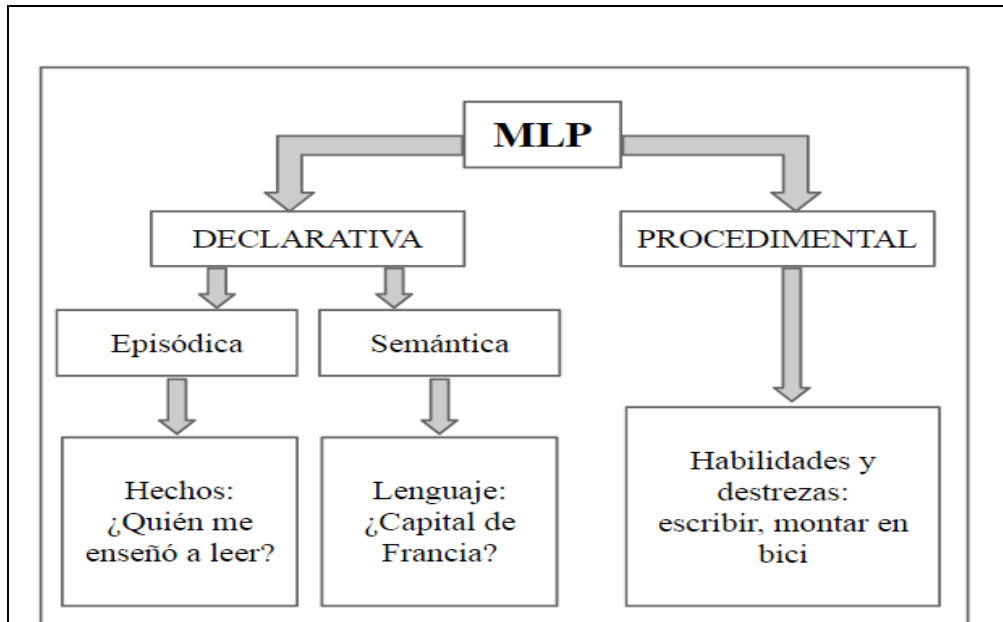 MLP
DECLARATIVA
PROCEDIMENTAL
Episódica
Semántica
Hechos:
¿Quién me
enseñó a leer?
Lenguaje:
¿Capital de
Francia?
Habilidades y
destrezas:
escribir, montar en
bici